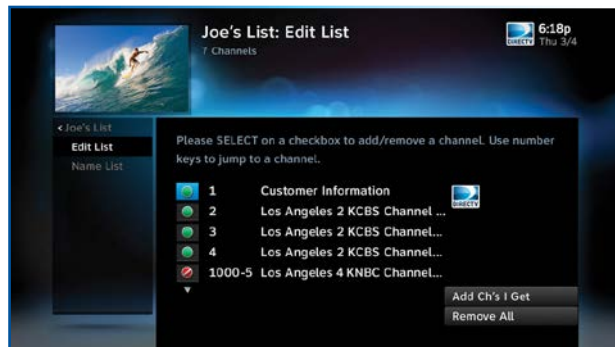 Joe's List: Edit List
7 Channels
DIRECTV
6:18p
Thu 3/4
<Joe's List
Edit List
Name List
Please SELECT on a checkbox to add/remove a channel. Use number
keys to jump to a channel.
1 Customer Information
DIRECTV
2 Los Angeles 2 KCBS Channel ...
3 Los Angeles 2 KCBS Channel...
4 Los Angeles 2 KCBS Channel...
1000-5 Los Angeles 4 KNBC Channel...
Add Ch's I Get
Remove All